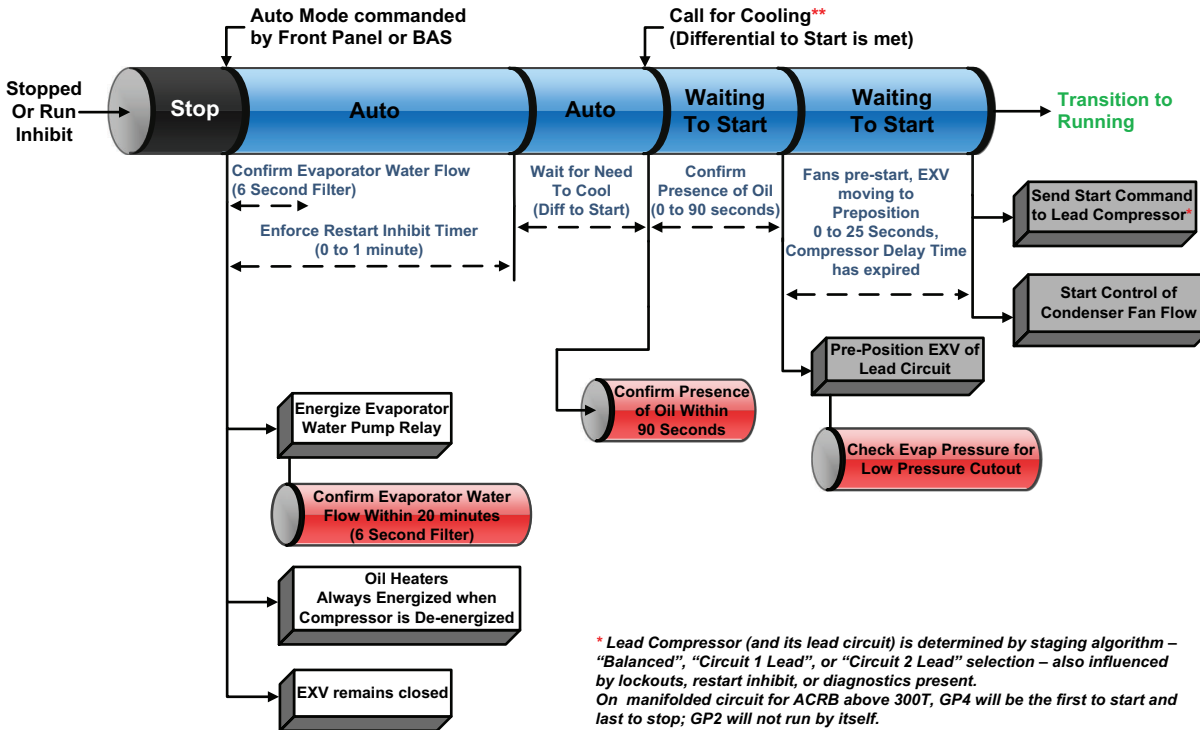 Auto Mode commanded
by Front Panel or BAS
Call for Cooling**
(Differential to Start is met)
Stopped
Or Run
Inhibit
Stop
Auto
Auto
Waiting
To Start
Waiting
To Start
Transition to
Running
Confirm Evaporator Water Flow
(6 Second Filter)
Enforce Restart Inhibit Timer
(0 to 1 minute)
Wait for Need
To Cool
(Diff to Start)
Confirm
Presence of Oil
(0 to 90 seconds)
Fans pre-start, EXV
moving to
Preposition
0 to 25 Seconds,
Compressor Delay Time
has expired
Send Start Command
to Lead Compressor*
Start Control of
Condenser Fan Flow
Pre-Position EXV of
Lead Circuit
Confirm Presence
of Oil Within
90 Seconds
Check Evap Pressure for
Low Pressure Cutout
Energize Evaporator
Water Pump Relay
Confirm Evaporator Water
Flow Within 20 minutes
(6 Second Filter)
Oil Heaters
Always Energized when
Compressor is De-energized
EXV remains closed
* Lead Compressor (and its lead circuit) is determined by staging algorithm –
“Balanced”, “Circuit 1 Lead”, or “Circuit 2 Lead” selection – also influenced
by lockouts, restart inhibit, or diagnostics present.
On manifolded circuit for ACRB above 300T, GP4 will be the first to start and
last to stop; GP2 will not run by itself.